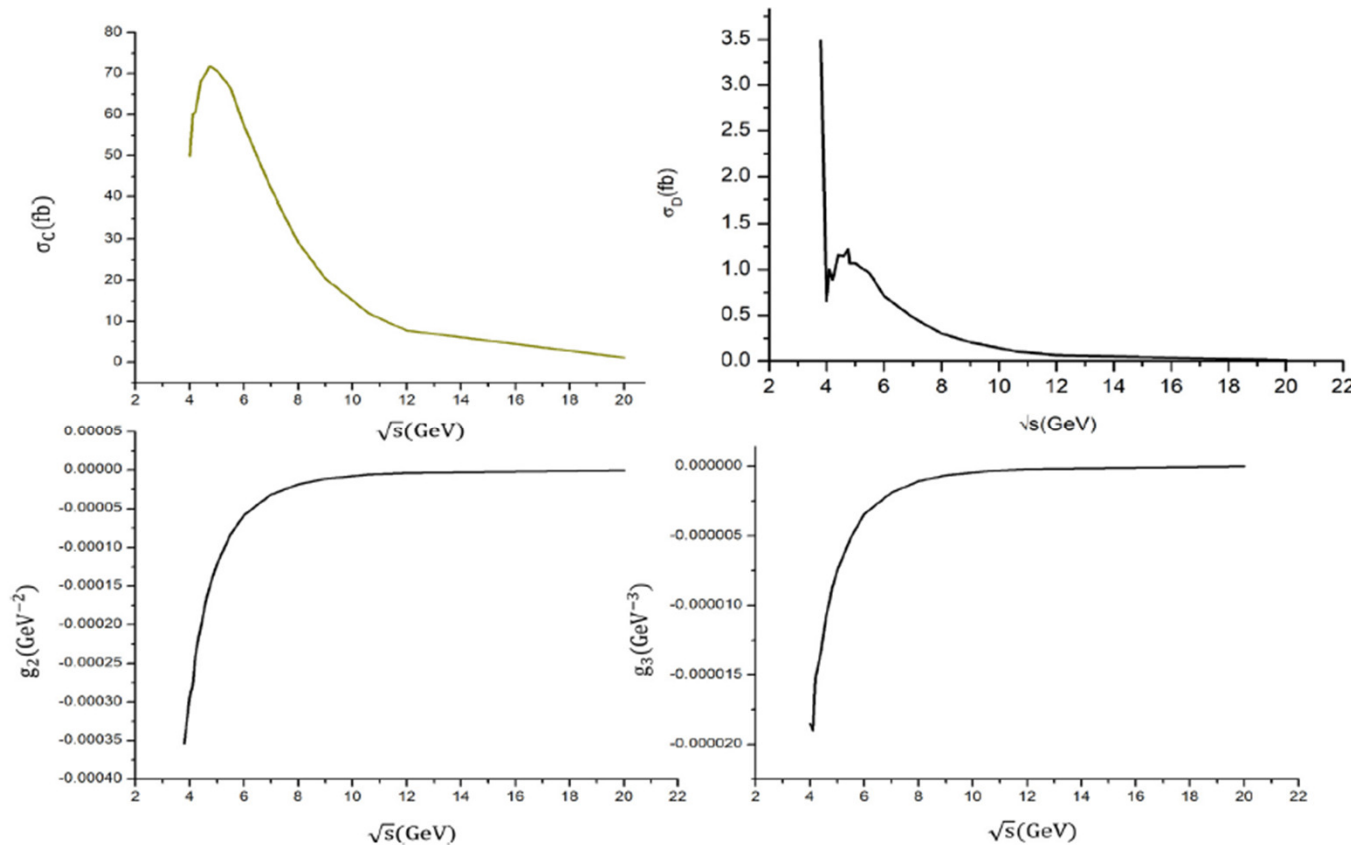 80
70
60
50
40
30
20
10
0
σC(fb)
2 4 6 8 10 12 14 16 18 20
√s(GeV)
3.5
3.0
2.5
2.0
1.5
1.0
0.5
0.0
σD(fb)
2 4 6 8 10 12 14 16 18 20 22
√s(GeV)
0.00005
0.00000
-0.00005
-0.00010
-0.00015
-0.00020
-0.00025
-0.00030
-0.00035
-0.00040
g2(GeV−2)
2 4 6 8 10 12 14 16 18 20 22
√s(GeV)
0.000000
-0.000005
-0.000010
-0.000015
-0.000020
g3(GeV−3)
2 4 6 8 10 12 14 16 18 20 22
√s(GeV)